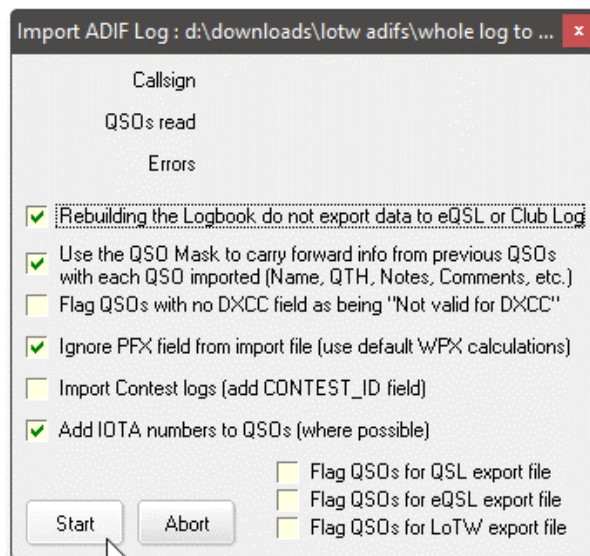 Import ADIF Log : d:\downloads\lotw adifs\whole log to ...
x
Callsign
QSOs read
Errors
Rebuilding the Logbook do not export data to eQSL or Club Log
Use the QSO Mask to carry forward info from previous QSOs
with each QSO imported (Name, QTH, Notes, Comments, etc.)
Flag QSOs with no DXCC field as being "Not valid for DXCC"
Ignore PFX field from import file (use default WPX calculations)
Import Contest logs (add CONTEST_ID field)
Add IOTA numbers to QSOs (where possible)
Flag QSOs for QSL export file
Flag QSOs for eQSL export file
Flag QSOs for LoTW export file
Start
Abort